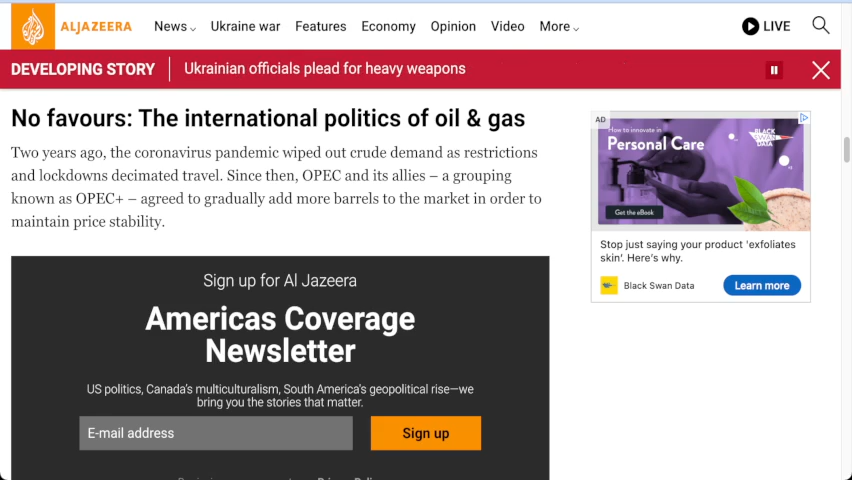 ALJAZEERA News Ukraine war Features Economy Opinion Video More LIVE
DEVELOPING STORY Ukrainian officials plead for heavy weapons
No favours: The international politics of oil & gas
Two years ago, the coronavirus pandemic wiped out crude demand as restrictions
and lockdowns decimated travel. Since then, OPEC and its allies – a grouping
known as OPEC+ – agreed to gradually add more barrels to the market in order to
maintain price stability.
Sign up for Al Jazeera
Americas Coverage
Newsletter
US politics, Canada's multiculturalism, South America's geopolitical rise—we
bring you the stories that matter.
E-mail address
Sign up
AD
How to innovate in
Personal Care
BLACK
SWAN
DATA
Get the eBook
Stop just saying your product 'exfoliates
skin'. Here's why.
Black Swan Data
Learn more